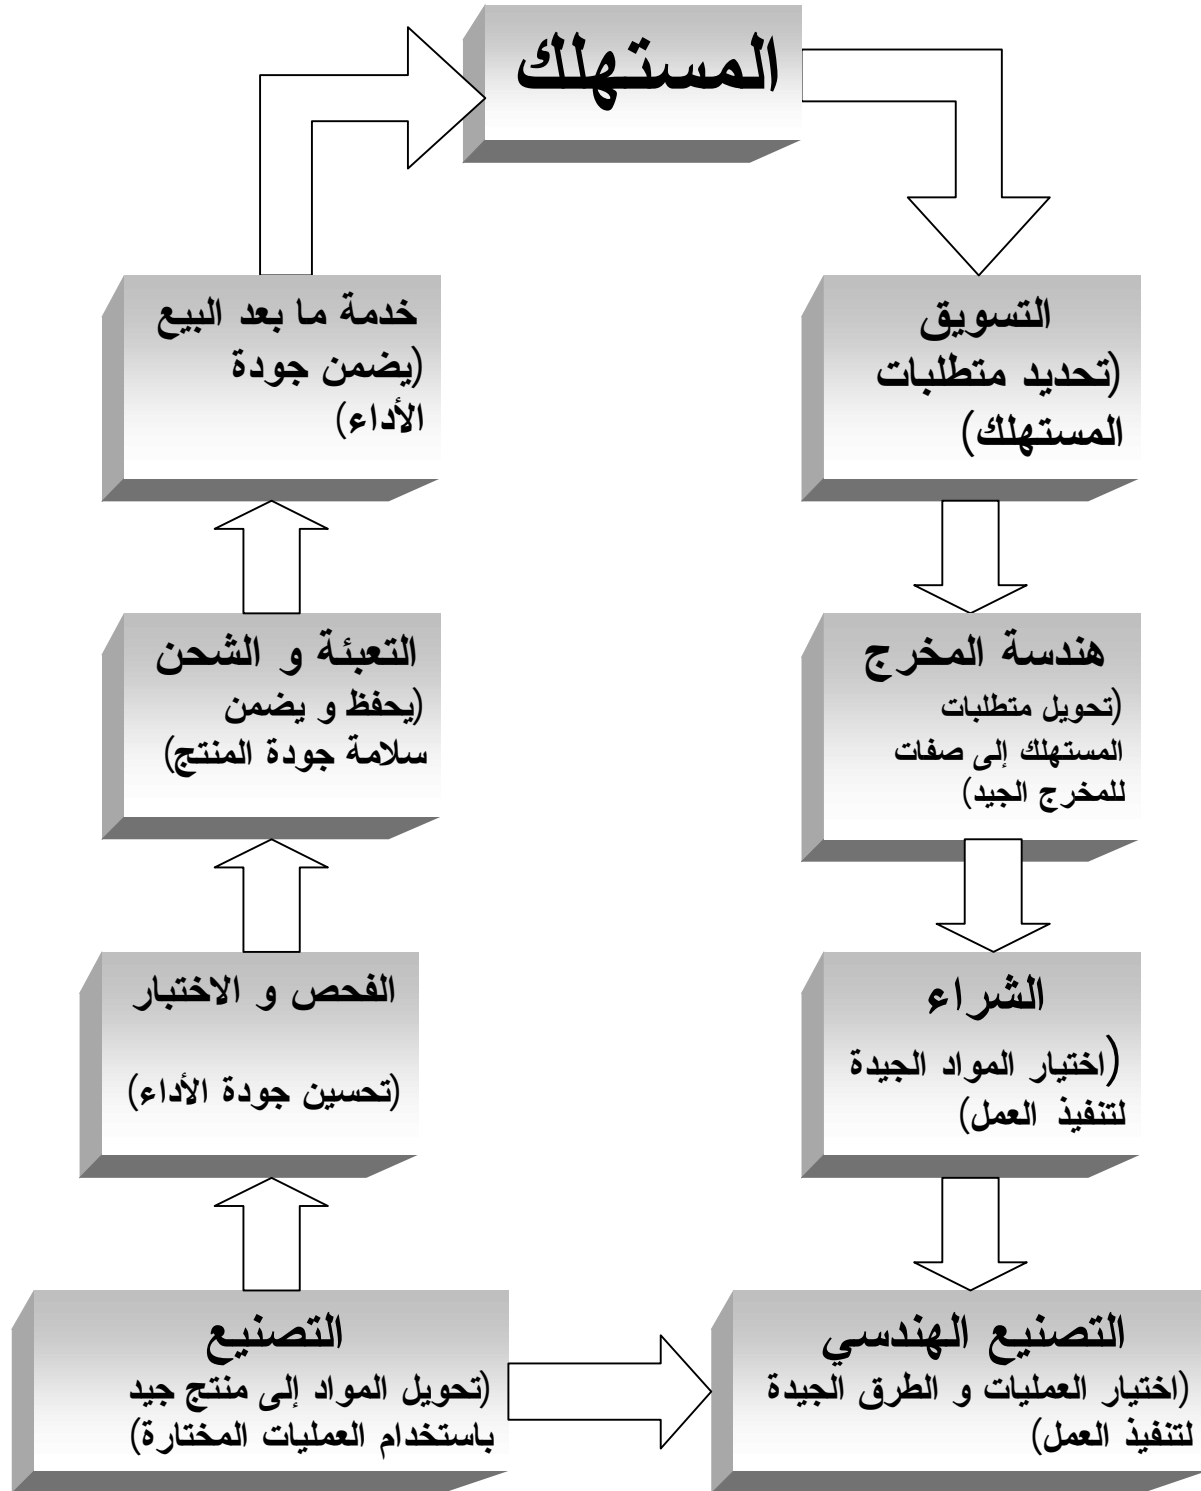 المستهلك
التسويق
(تحديد متطلبات
المستهلك)
هندسة المخرج
(تحويل متطلبات
المستهلك إلى صفات
للمخرج الجيد)
الشراء
(اختيار المواد الجيدة
لتنفيذ العمل)
التصنيع الهندسي
(اختيار العمليات و الطرق الجيدة
لتنفيذ العمل)
التصنيع
(تحويل المواد إلى منتج جيد
باستخدام العمليات المختارة)
الفحص و الاختبار
(تحسين جودة الأداء)
التعبئة و الشحن
(يحفظ و يضمن
سلامة جودة المنتج)
خدمة ما بعد البيع
(يضمن جودة
الأداء)